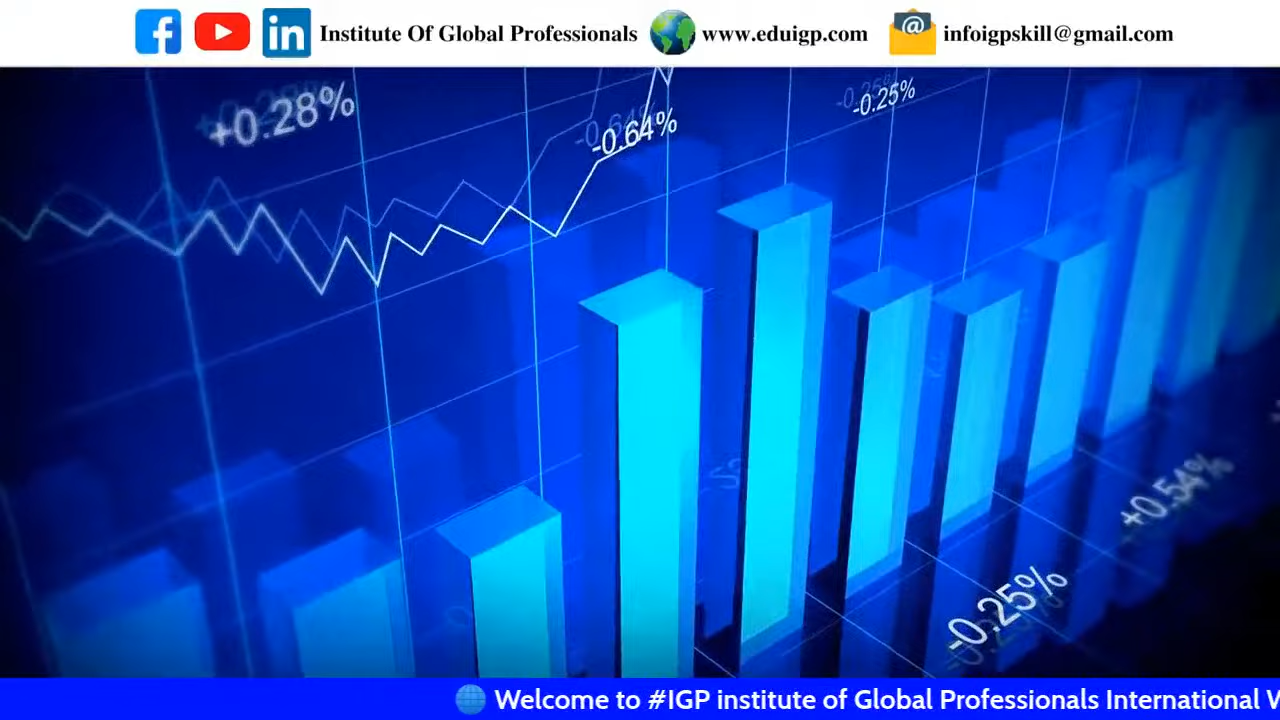 Institute Of Global Professionals www.eduigp.com infoigpskill@gmail.com
+0.28%
-0.64%
-0.25%
+0.54%
-0.25%
Welcome to #IGP institute of Global Professionals International W